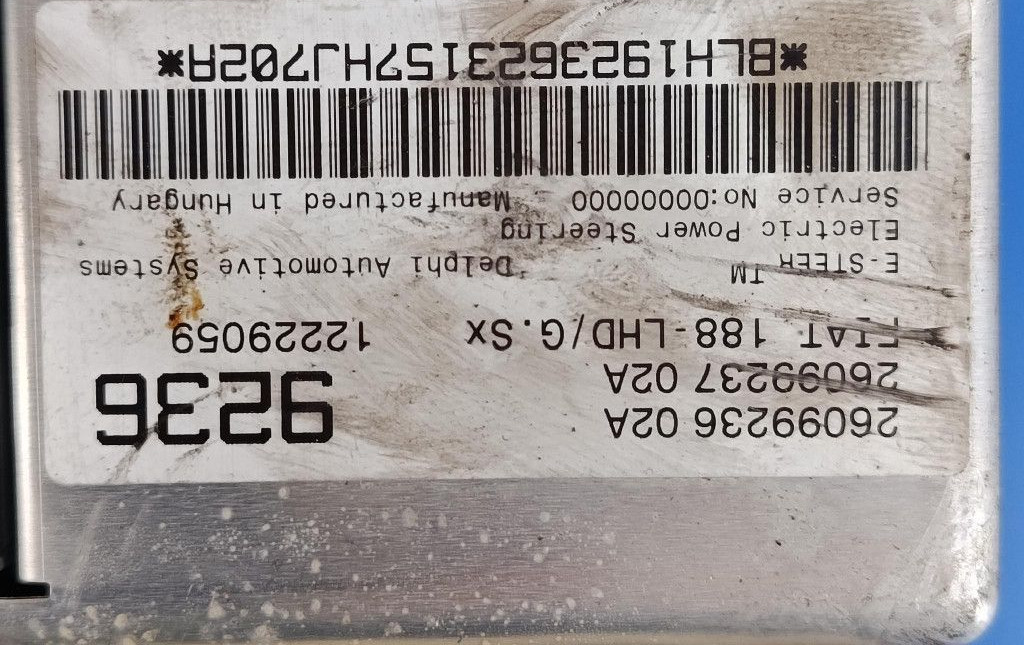 26099236 02A
9236
26099237 02A
FIAT 188-LHD/G.Sx 12229059
E-STEER TM Delphi Automotive Systems
Electric Power Steering
Service No:00000000 Manufactured in Hungary
*BLH1923623157HJ702A*